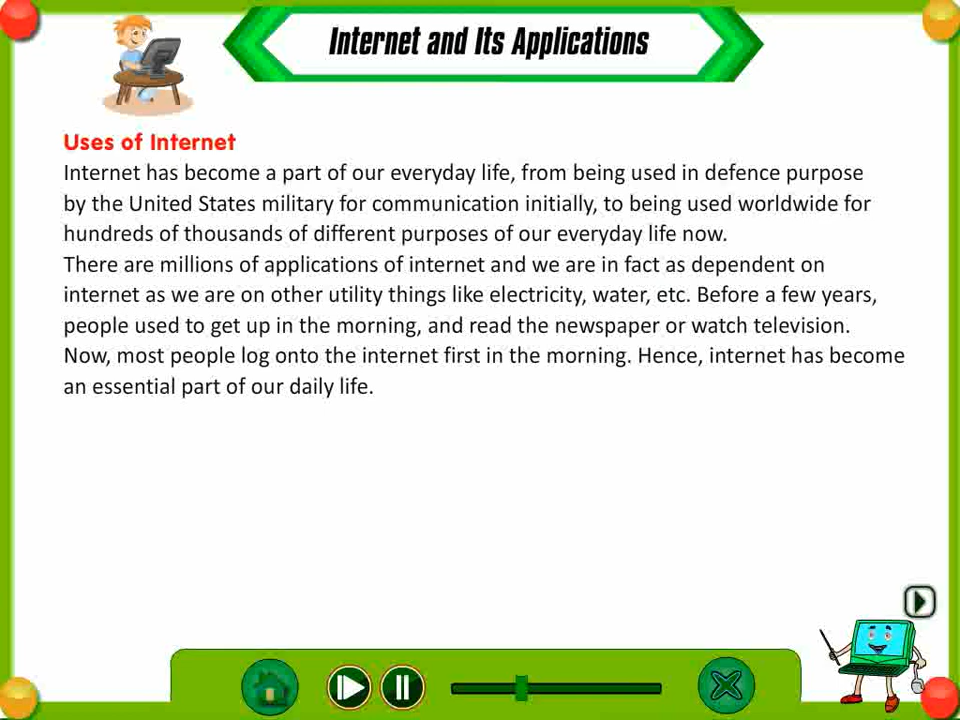 Internet and Its Applications
Uses of Internet
Internet has become a part of our everyday life, from being used in defence purpose
by the United States military for communication initially, to being used worldwide for
hundreds of thousands of different purposes of our everyday life now.
There are millions of applications of internet and we are in fact as dependent on
internet as we are on other utility things like electricity, water, etc. Before a few years,
people used to get up in the morning, and read the newspaper or watch television.
Now, most people log onto the internet first in the morning. Hence, internet has become
an essential part of our daily life.